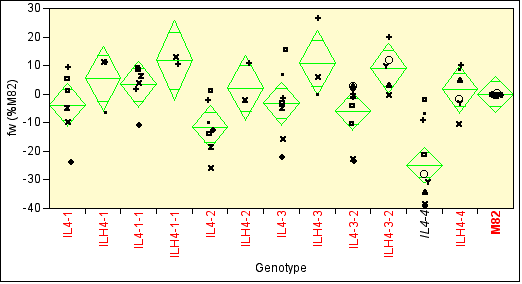 30
20
10
0
-10
-20
-30
-40
fw (%M82)
IL4-1
ILH4-1
IL4-1-1
ILH4-1-1
IL4-2
ILH4-2
IL4-3
ILH4-3
IL4-3-2
ILH4-3-2
IL4-4
ILH4-4
M82
Genotype